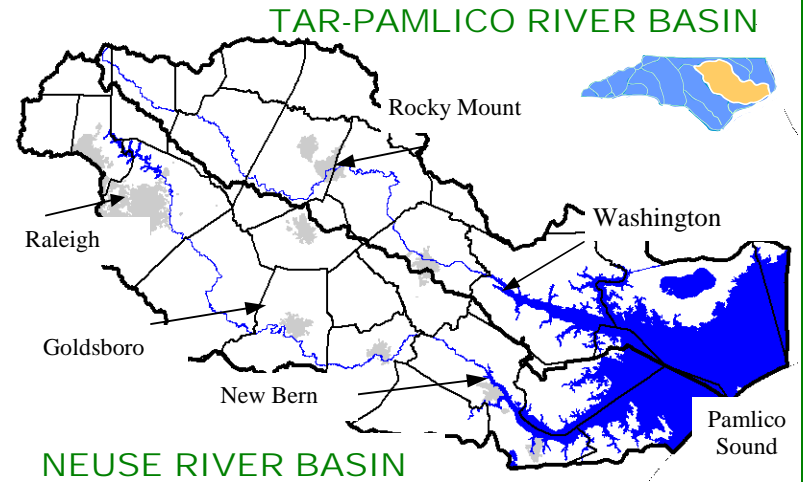 TAR-PAMLICO RIVER BASIN
Rocky Mount
Washington
Raleigh
Goldsboro
New Bern
Pamlico
Sound
NEUSE RIVER BASIN